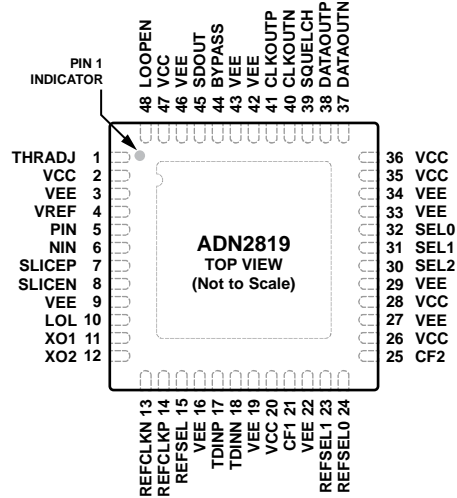 PIN 1
INDICATOR
48 LOOPEN
47 VCC
46 VEE
45 SDOUT
44 BYPASS
43 VEE
42 VEE
41 CLKOUTP
40 CLKOUTN
39 SQUELCH
38 DATAOUTP
37 DATAOUTN
THRADJ 1
VCC 2
VEE 3
VREF 4
PIN 5
NIN 6
SLICEP 7
SLICEN 8
VEE 9
LOL 10
XO1 11
XO2 12
ADN2819
TOP VIEW
(Not to Scale)
36 VCC
35 VCC
34 VEE
33 VEE
32 SEL0
31 SEL1
30 SEL2
29 VEE
28 VCC
27 VEE
26 VCC
25 CF2
REFCLKN 13
REFCLKP 14
REFSEL 15
VEE 16
TDINP 17
TDINN 18
VEE 19
VCC 20
CF1 21
VEE 22
REFSEL1 23
REFSEL0 24